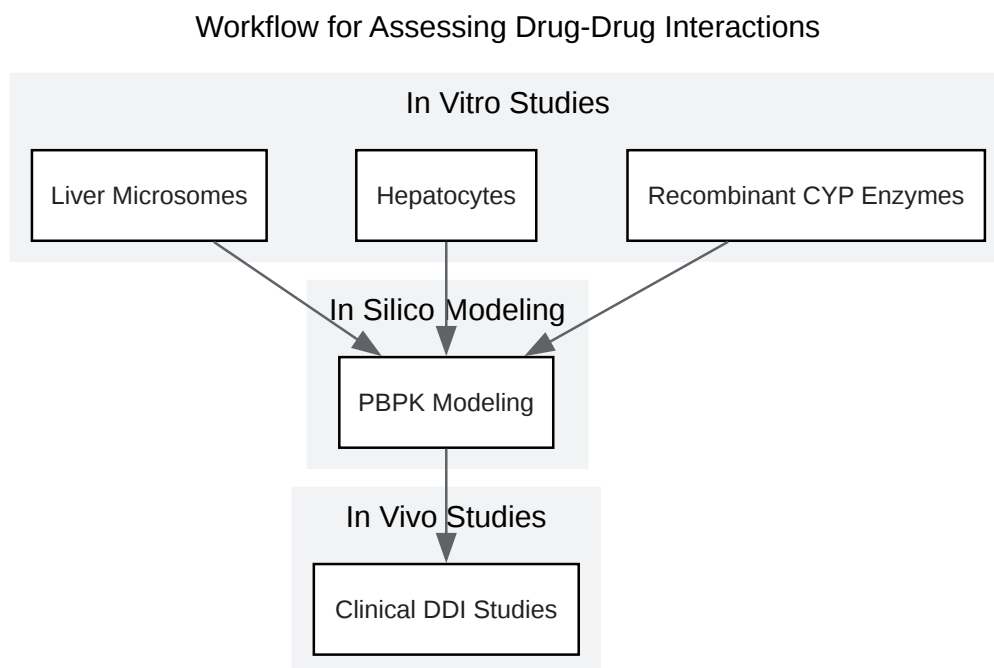 Workflow for Assessing Drug-Drug Interactions
In Vitro Studies
Liver Microsomes
Hepatocytes
Recombinant CYP Enzymes
In Silico Modeling
PBPK Modeling
In Vivo Studies
Clinical DDI Studies